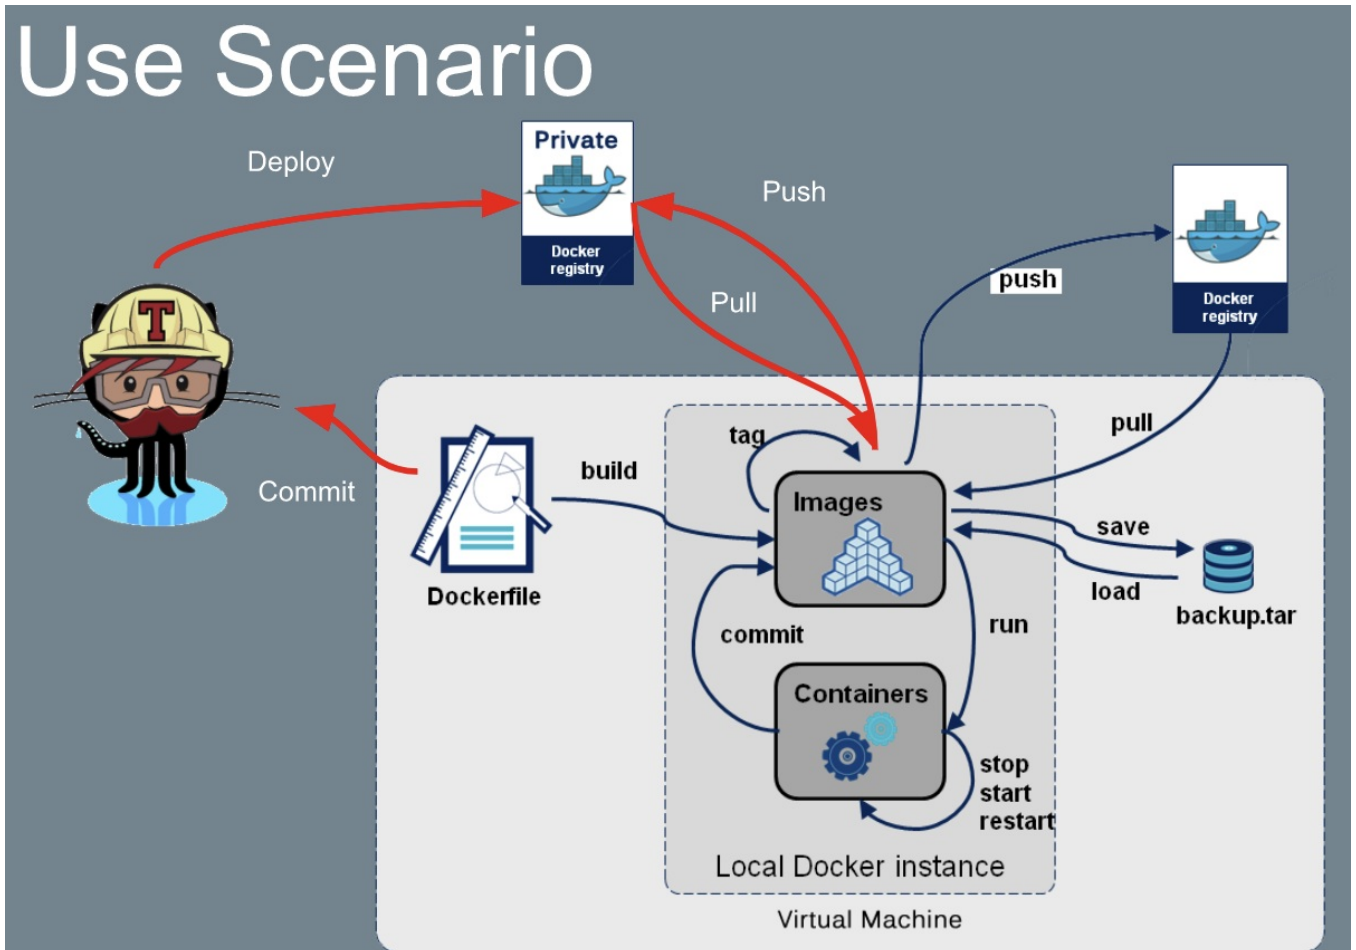 Use Scenario
Deploy
Private
Docker
registry
Push
Pull
push
Docker
registry
T
Commit
tag
build
Images
pull
save
load
backup.tar
Dockerfile
commit
run
Containers
stop
start
restart
Local Docker instance
Virtual Machine